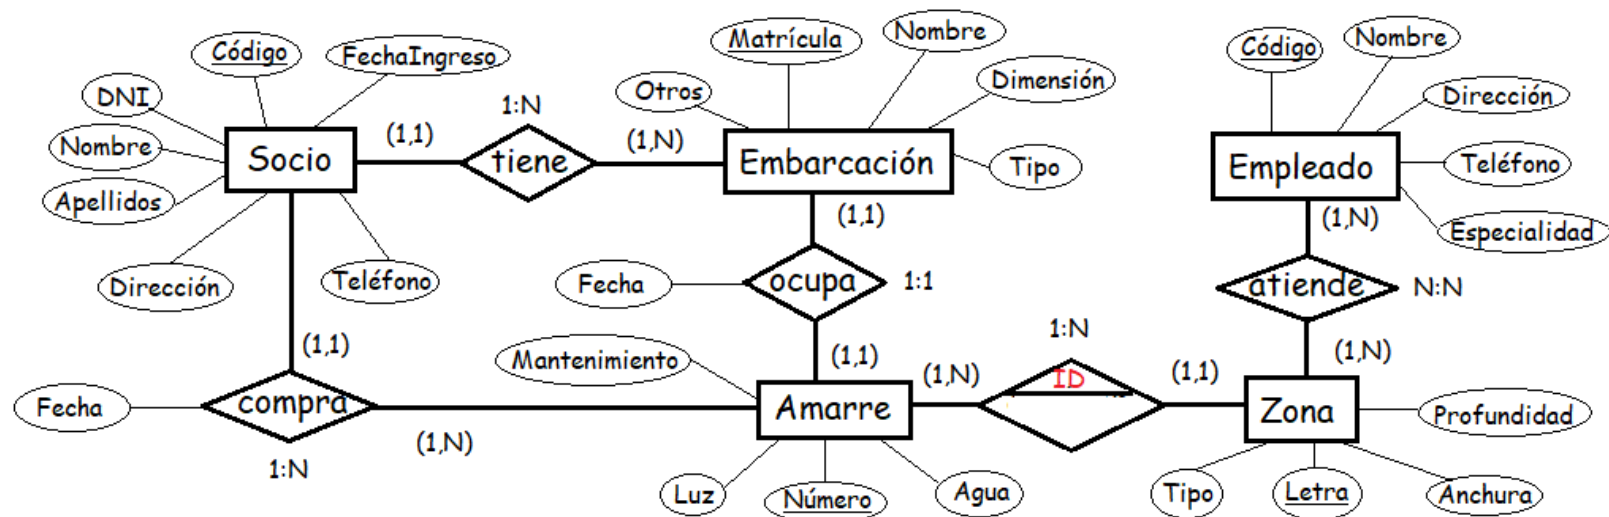 Código
FechaIngreso
DNI
Nombre
Apellidos
Dirección
Teléfono
Socio
(1,1)
1:N
tiene
(1,N)
Matrícula
Nombre
Otros
Dimensión
Tipo
Embarcación
(1,1)
Fecha
ocupa
1:1
(1,1)
Código
Nombre
Dirección
Teléfono
Especialidad
Empleado
(1,N)
atiende
N:N
(1,N)
(1,1)
Fecha
compra
1:N
(1,N)
Mantenimiento
Amarre
Luz
Número
Agua
(1,N)
1:N
ID
(1,1)
Zona
Profundidad
Tipo
Letra
Anchura